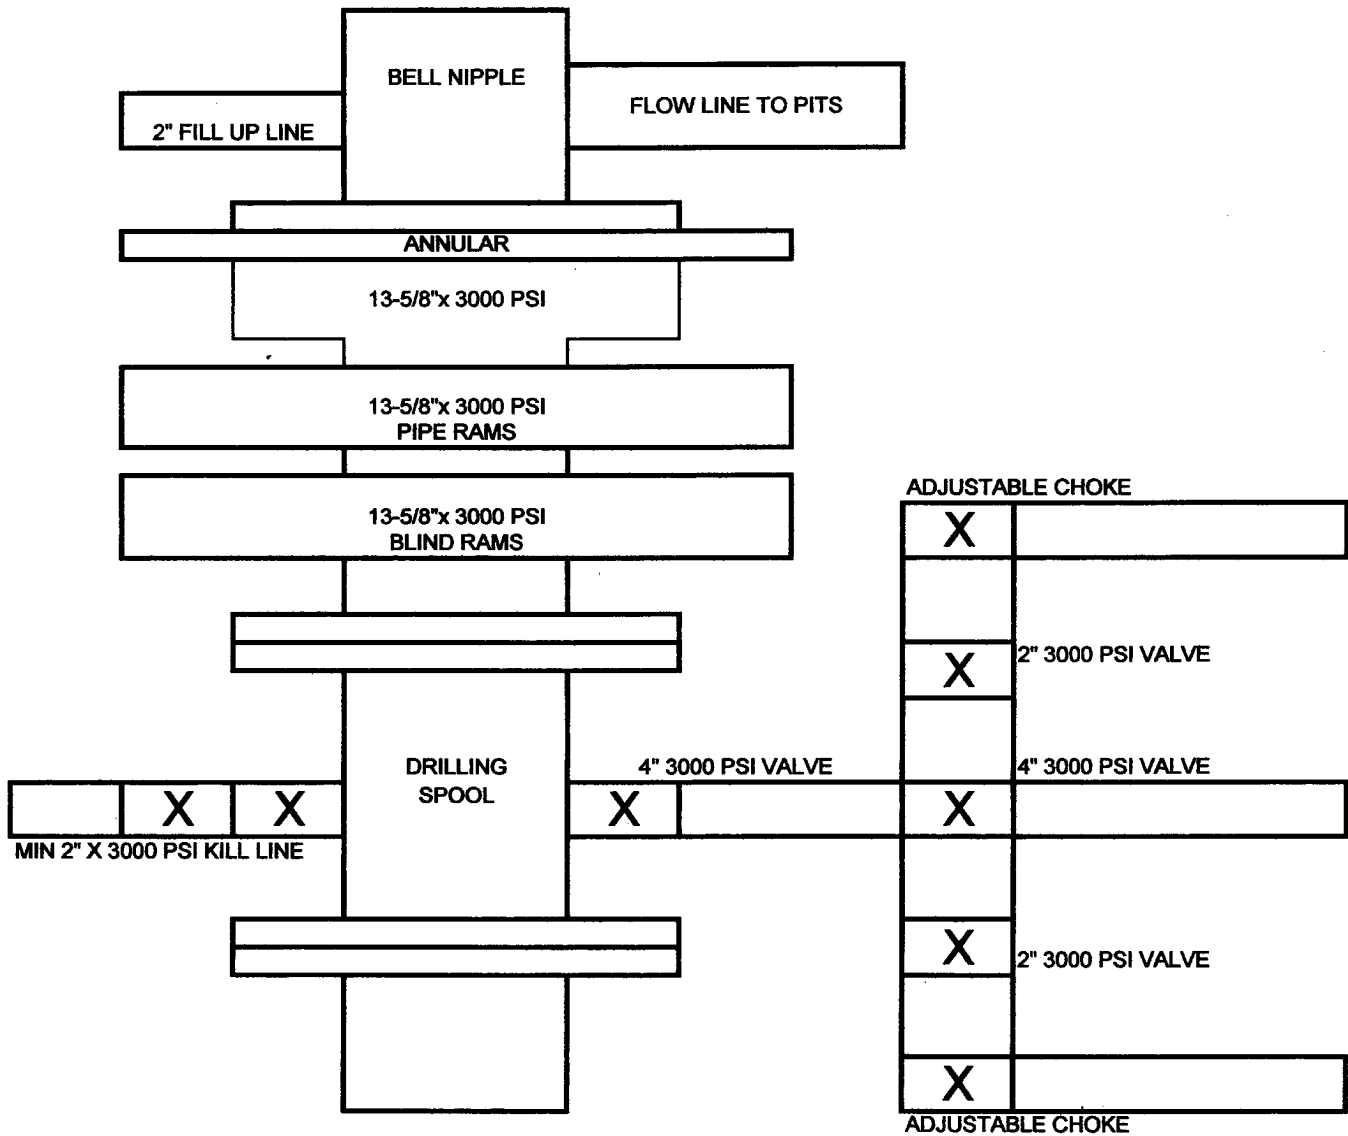 BELL NIPPLE
FLOW LINE TO PITS
2" FILL UP LINE
ANNULAR
13-5/8"x 3000 PSI
13-5/8"x 3000 PSI
PIPE RAMS
13-5/8"x 3000 PSI
BLIND RAMS
ADJUSTABLE CHOKE
X
X
2" 3000 PSI VALVE
DRILLING
SPOOL
4" 3000 PSI VALVE
4" 3000 PSI VALVE
X
X
X
X
MIN 2" X 3000 PSI KILL LINE
X
2" 3000 PSI VALVE
X
ADJUSTABLE CHOKE